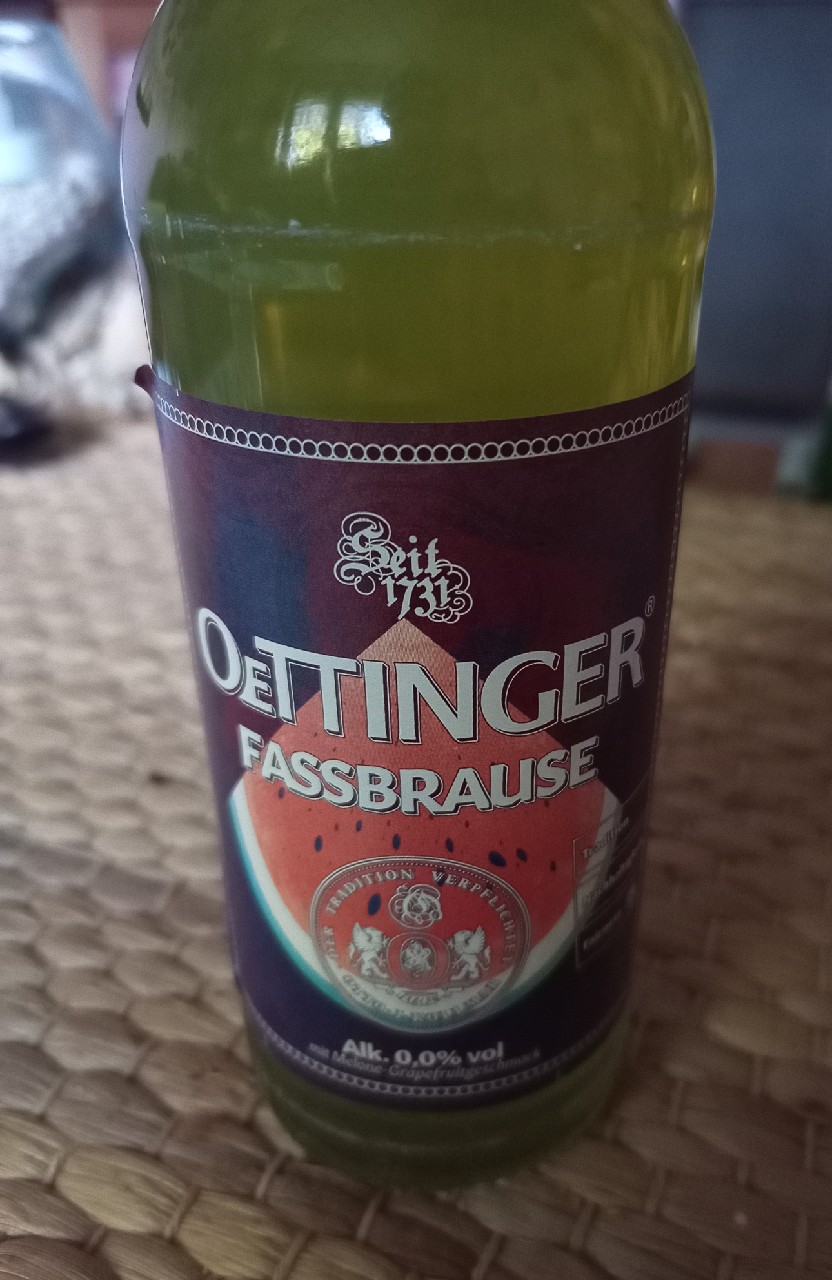 Seit
1731
OETTINGER®
FASSBRAUSE
DER TRADITION VERPFLICHTET
Alk. 0,0% vol
mit Melone-Grapefruitgeschmack